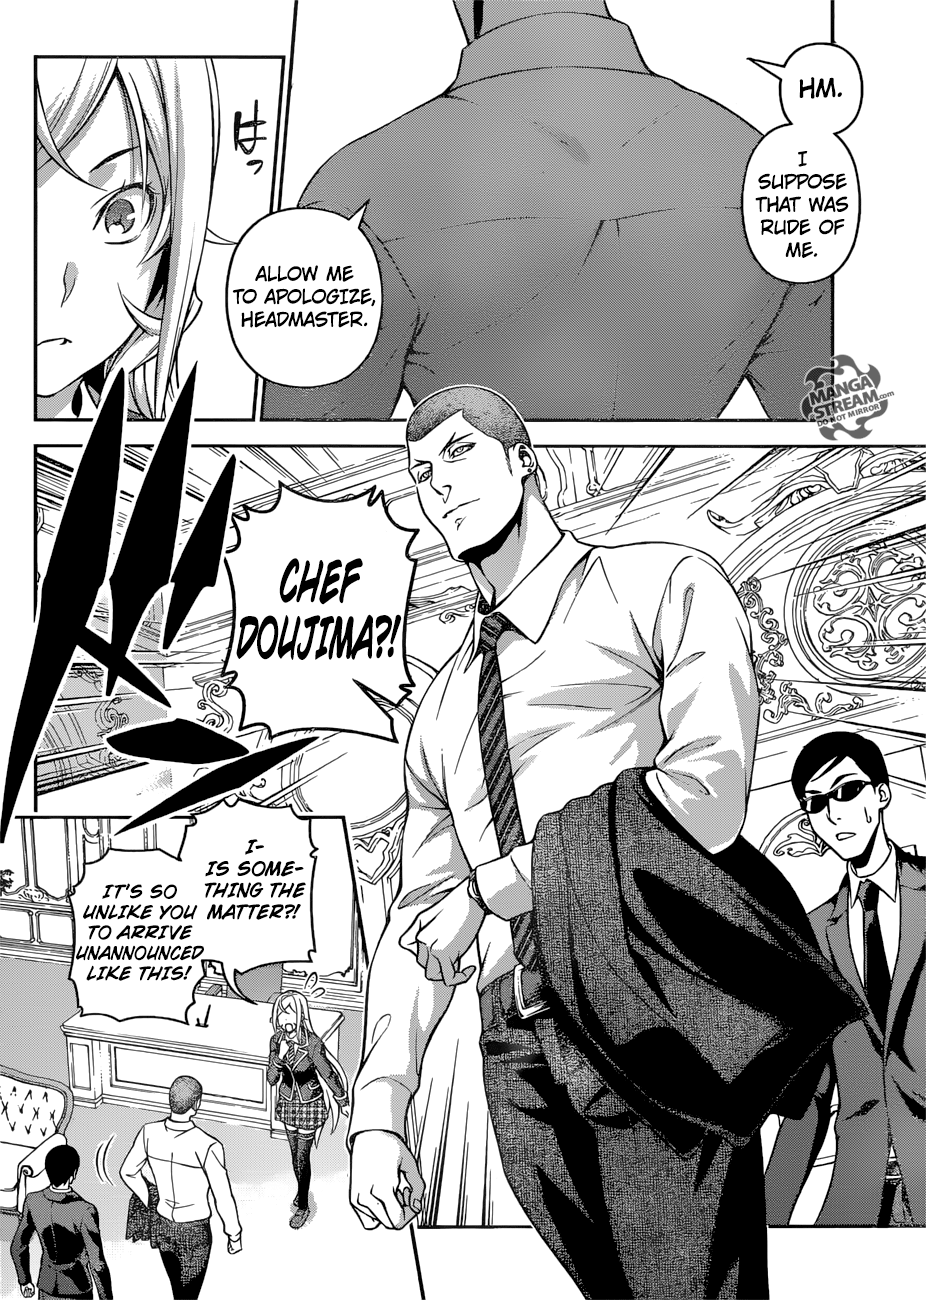 HM.
I
SUPPOSE
THAT WAS
RUDE OF
ME.
ALLOW ME
TO APOLOGIZE,
HEADMASTER.
はっ
MANGA
STREAM.com
DO NOT MIRROR
CHEF
DOUJIMA?!
I-
IS SOME-
THING THE
MATTER?!
IT'S SO
UNLIKE YOU
TO ARRIVE
UNANNOUNCED
LIKE THIS!